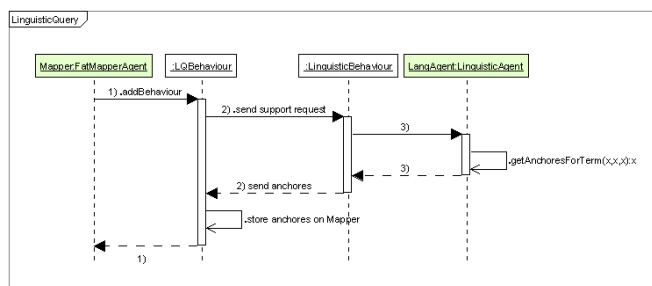 LinguisticQuery
Mapper:FatMapperAgent
:LQBehaviour
:LinguisticBehaviour
LangAgent:LinguisticAgent
1) .addBehaviour
2) .send support request
3)
.getAnchoresForTerm(x,x,x):x
3)
2) send anchores
.store anchores on Mapper
1)